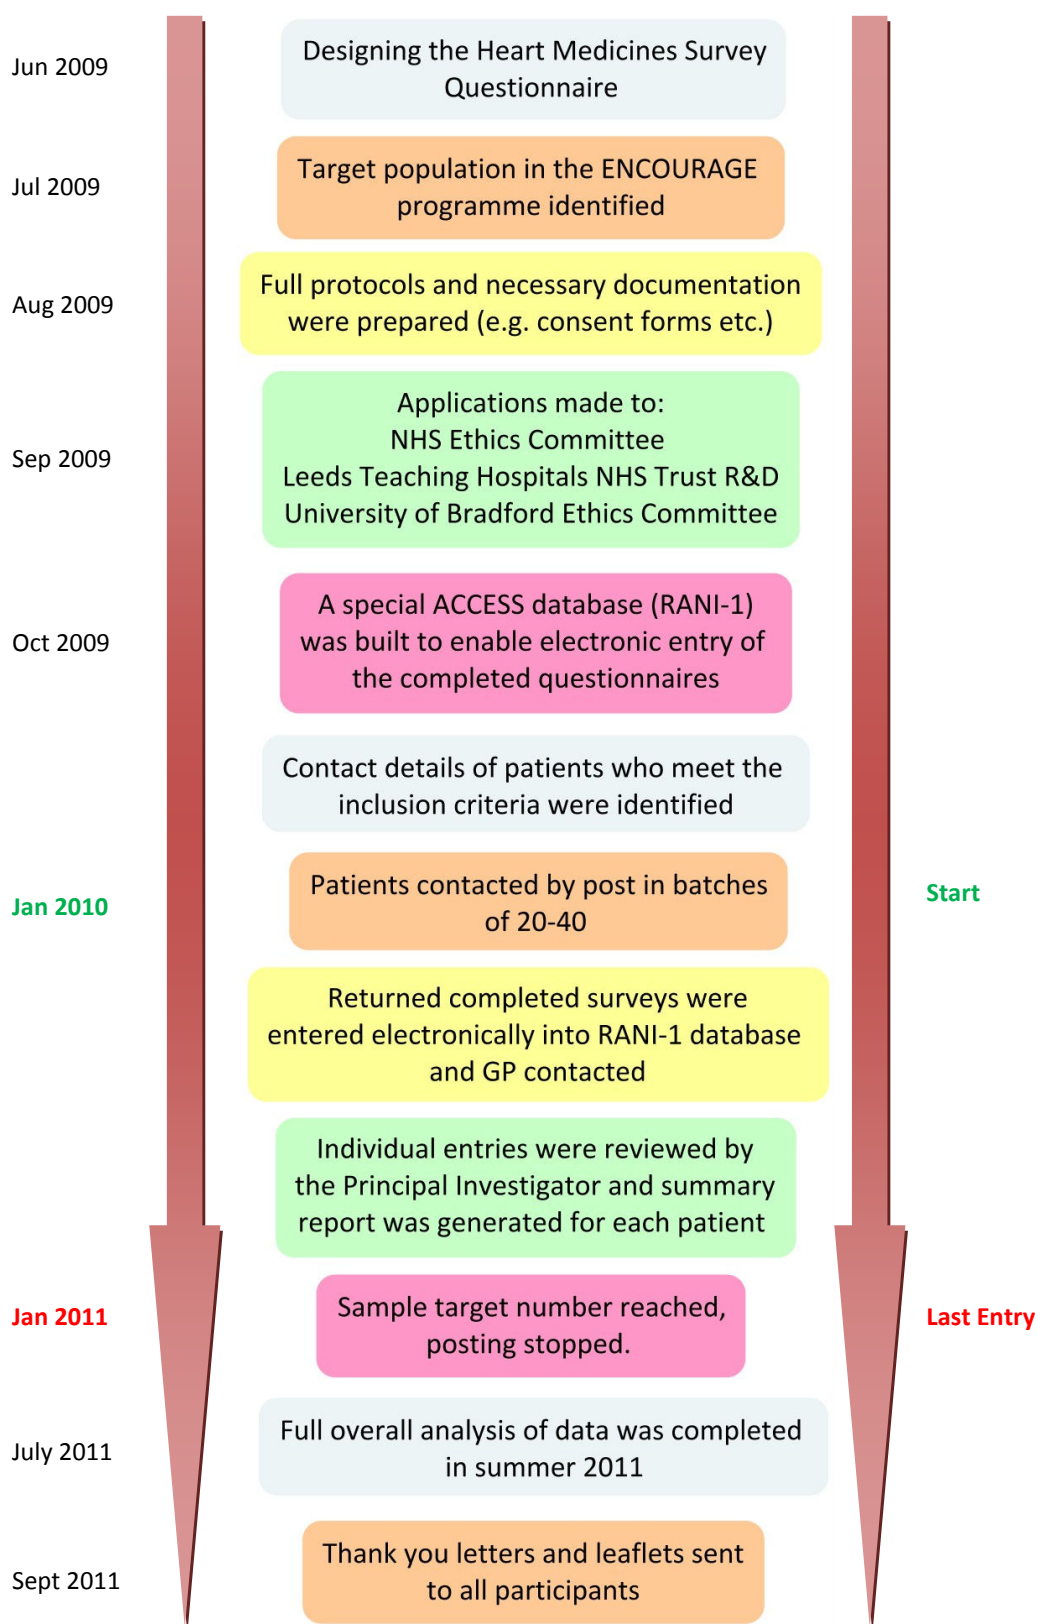 Jun 2009
Designing the Heart Medicines Survey
Questionnaire
Jul 2009
Target population in the ENCOURAGE
programme identified
Aug 2009
Full protocols and necessary documentation
were prepared (e.g. consent forms etc.)
Sep 2009
Applications made to:
NHS Ethics Committee
Leeds Teaching Hospitals NHS Trust R&D
University of Bradford Ethics Committee
Oct 2009
A special ACCESS database (RANI-1)
was built to enable electronic entry of
the completed questionnaires
Contact details of patients who meet the
inclusion criteria were identified
Jan 2010
Patients contacted by post in batches
of 20-40
Start
Returned completed surveys were
entered electronically into RANI-1 database
and GP contacted
Individual entries were reviewed by
the Principal Investigator and summary
report was generated for each patient
Jan 2011
Sample target number reached,
posting stopped.
Last Entry
July 2011
Full overall analysis of data was completed
in summer 2011
Sept 2011
Thank you letters and leaflets sent
to all participants